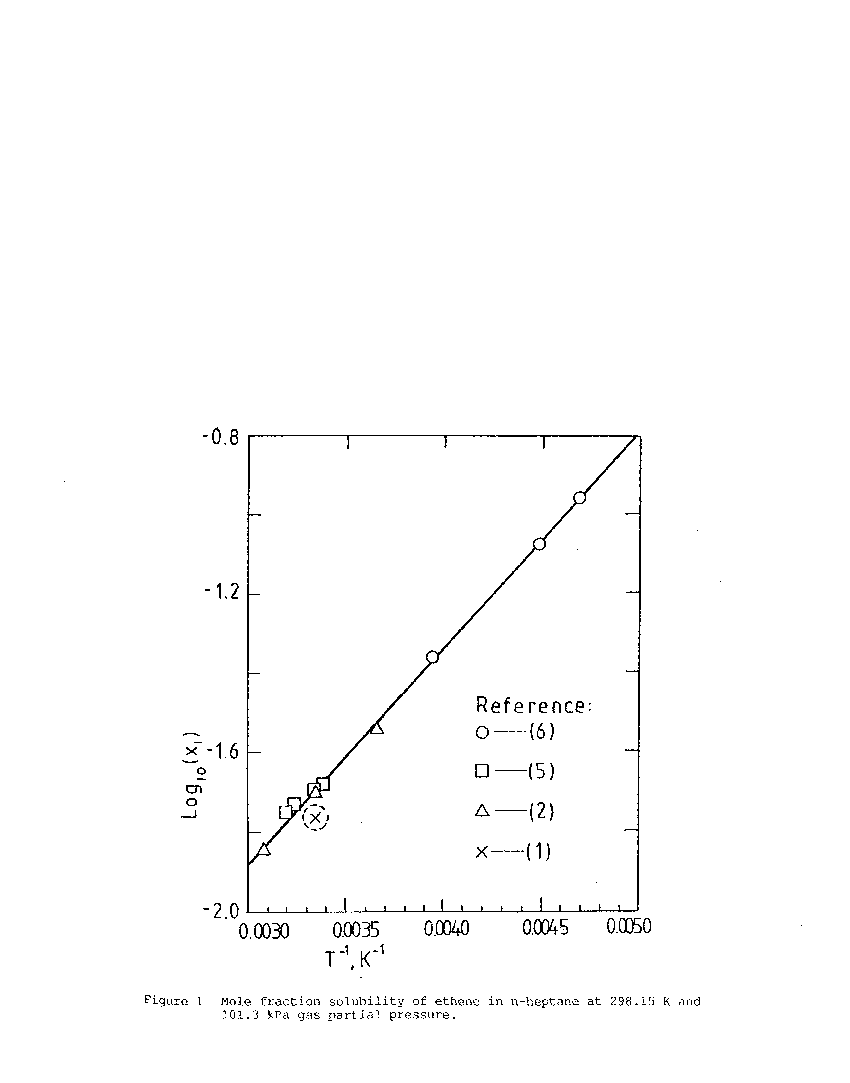 -0.8
-1.2
-1.6
-2.0
Log10(x1)
0.0030 0.0035 0.0040 0.0045 0.0050
T-1, K-1
Reference:
(6)
(5)
(2)
×(1)
Figure 1 Mole fraction solubility of ethene in n-heptane at 298.15 K and
101.3 kPa gas partial pressure.